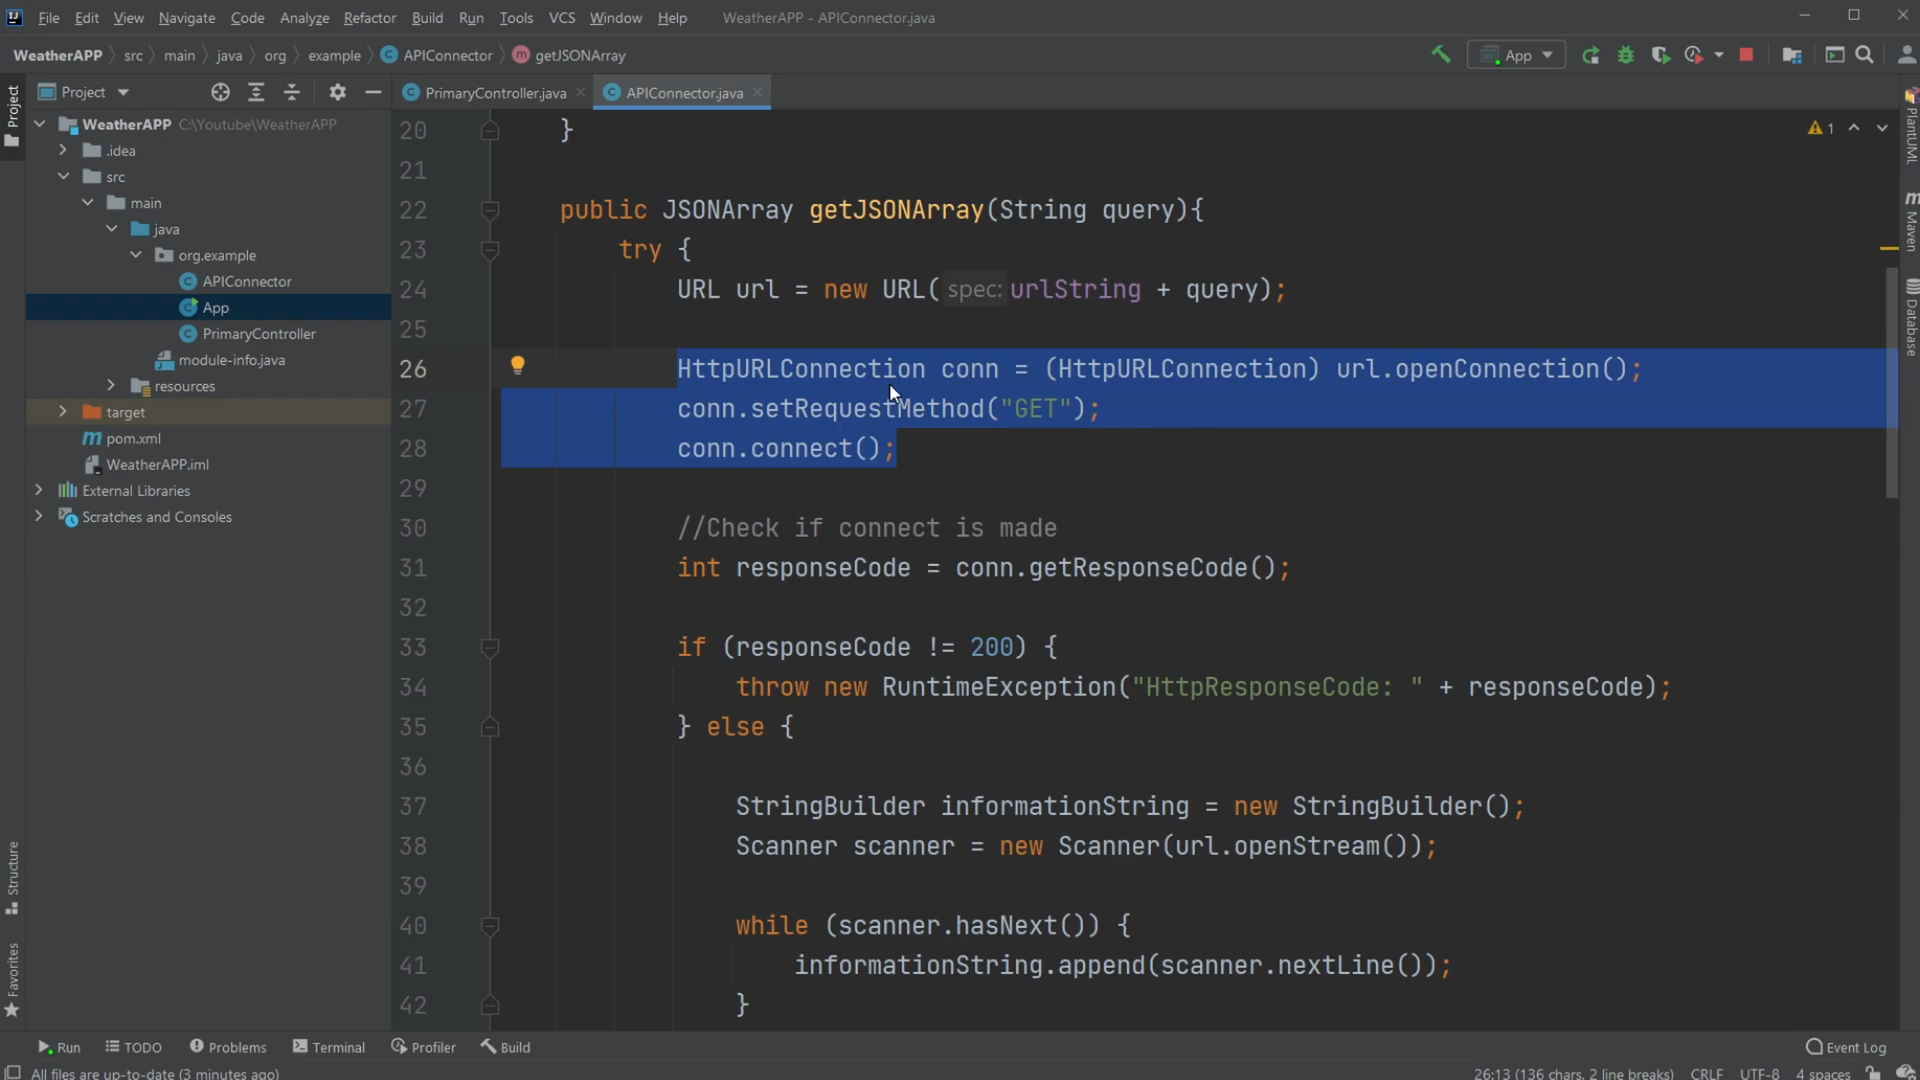 File Edit View Navigate Code Analyze Refactor Build Run Tools VCS Window Help WeatherAPP - APIConnector.java
WeatherAPP src main java org example APIConnector getJSONArray App
Project PrimaryController.java APIConnector.java
Project
WeatherAPP C:\Youtube\WeatherAPP
.idea
src
main
java
org.example
APIConnector
App
PrimaryController
module-info.java
resources
target
pom.xml
WeatherAPP.iml
External Libraries
Scratches and Consoles
Structure
Favorites
20 }
21
22 public JSONArray getJSONArray(String query){
23 try {
24 URL url = new URL( spec: urlString + query);
25
26 HttpURLConnection conn = (HttpURLConnection) url.openConnection();
27 conn.setRequestMethod("GET");
28 conn.connect();
29
30 //Check if connect is made
31 int responseCode = conn.getResponseCode();
32
33 if (responseCode != 200) {
34 throw new RuntimeException("HttpResponseCode: " + responseCode);
35 } else {
36
37 StringBuilder informationString = new StringBuilder();
38 Scanner scanner = new Scanner(url.openStream());
39
40 while (scanner.hasNext()) {
41 informationString.append(scanner.nextLine());
42 }
1
PlantUML
Maven
Database
Run TODO Problems Terminal Profiler Build Event Log
All files are up-to-date (3 minutes ago) 26:13 (136 chars, 2 line breaks) CRLF UTF-8 4 spaces